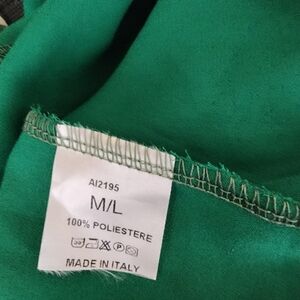 AI2195
M/L
100% POLIESTERE
MADE IN ITALY